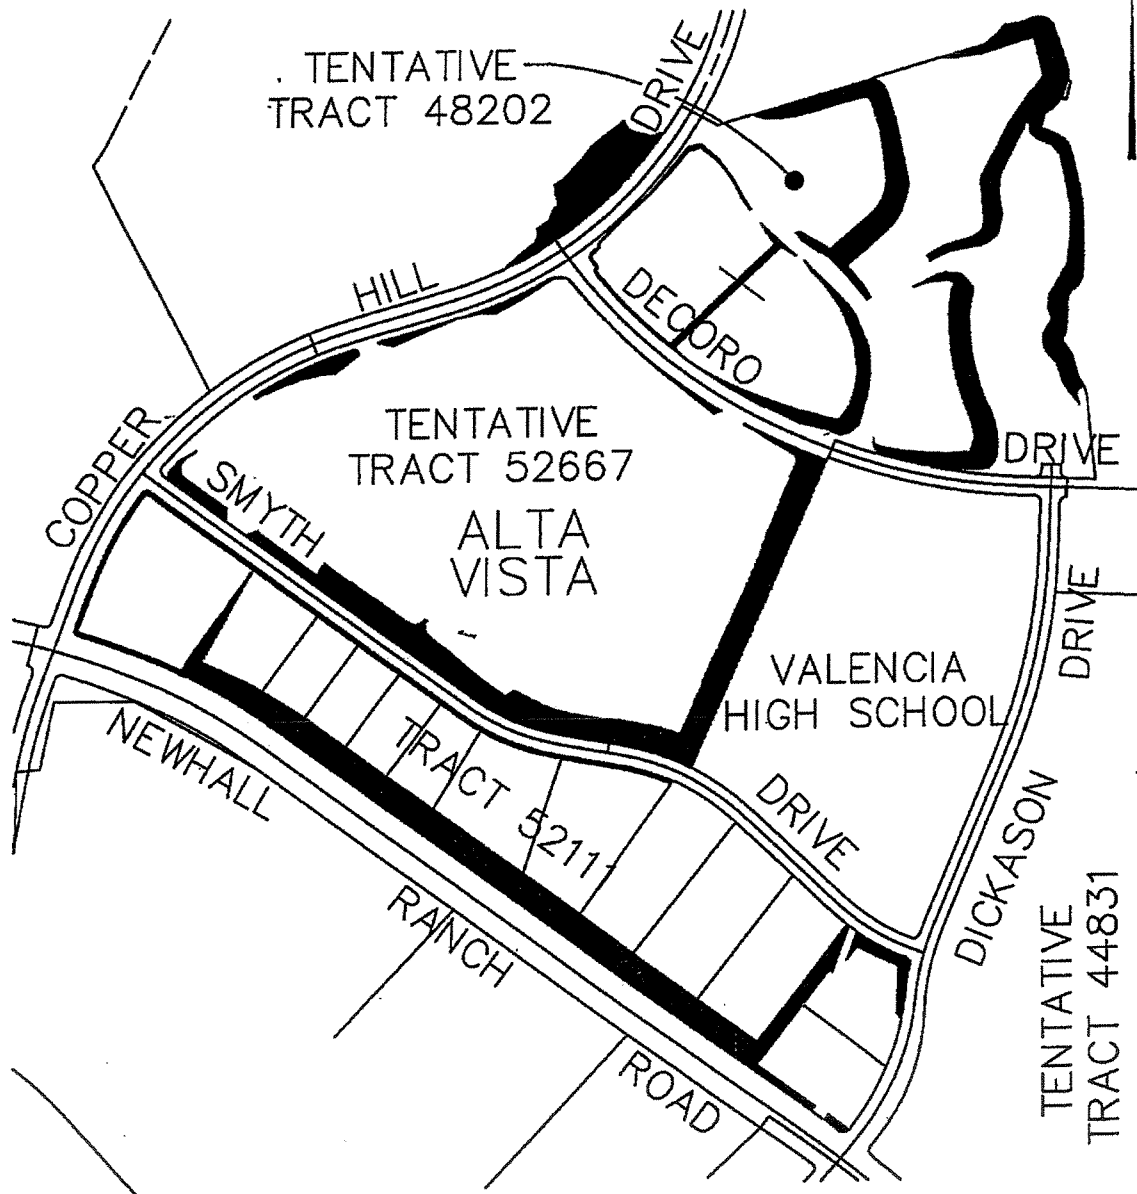 TENTATIVE
TRACT 48202
COPPER HILL DRIVE
DECORO DRIVE
TENTATIVE
TRACT 52667
ALTA
VISTA
SMYTH DRIVE
VALENCIA
HIGH SCHOOL
DICKASON DRIVE
TRACT 52111
NEWHALL RANCH ROAD
TENTATIVE
TRACT 44831